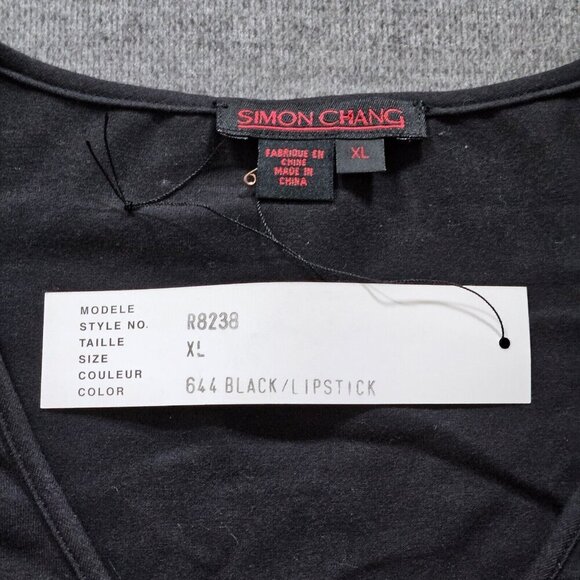 SIMON CHANG
FABRIQUE EN
CHINE
MADE IN
CHINA
XL
MODELE
STYLE NO. R8238
TAILLE
SIZE XL
COULEUR
COLOR 644 BLACK/LIPSTICK